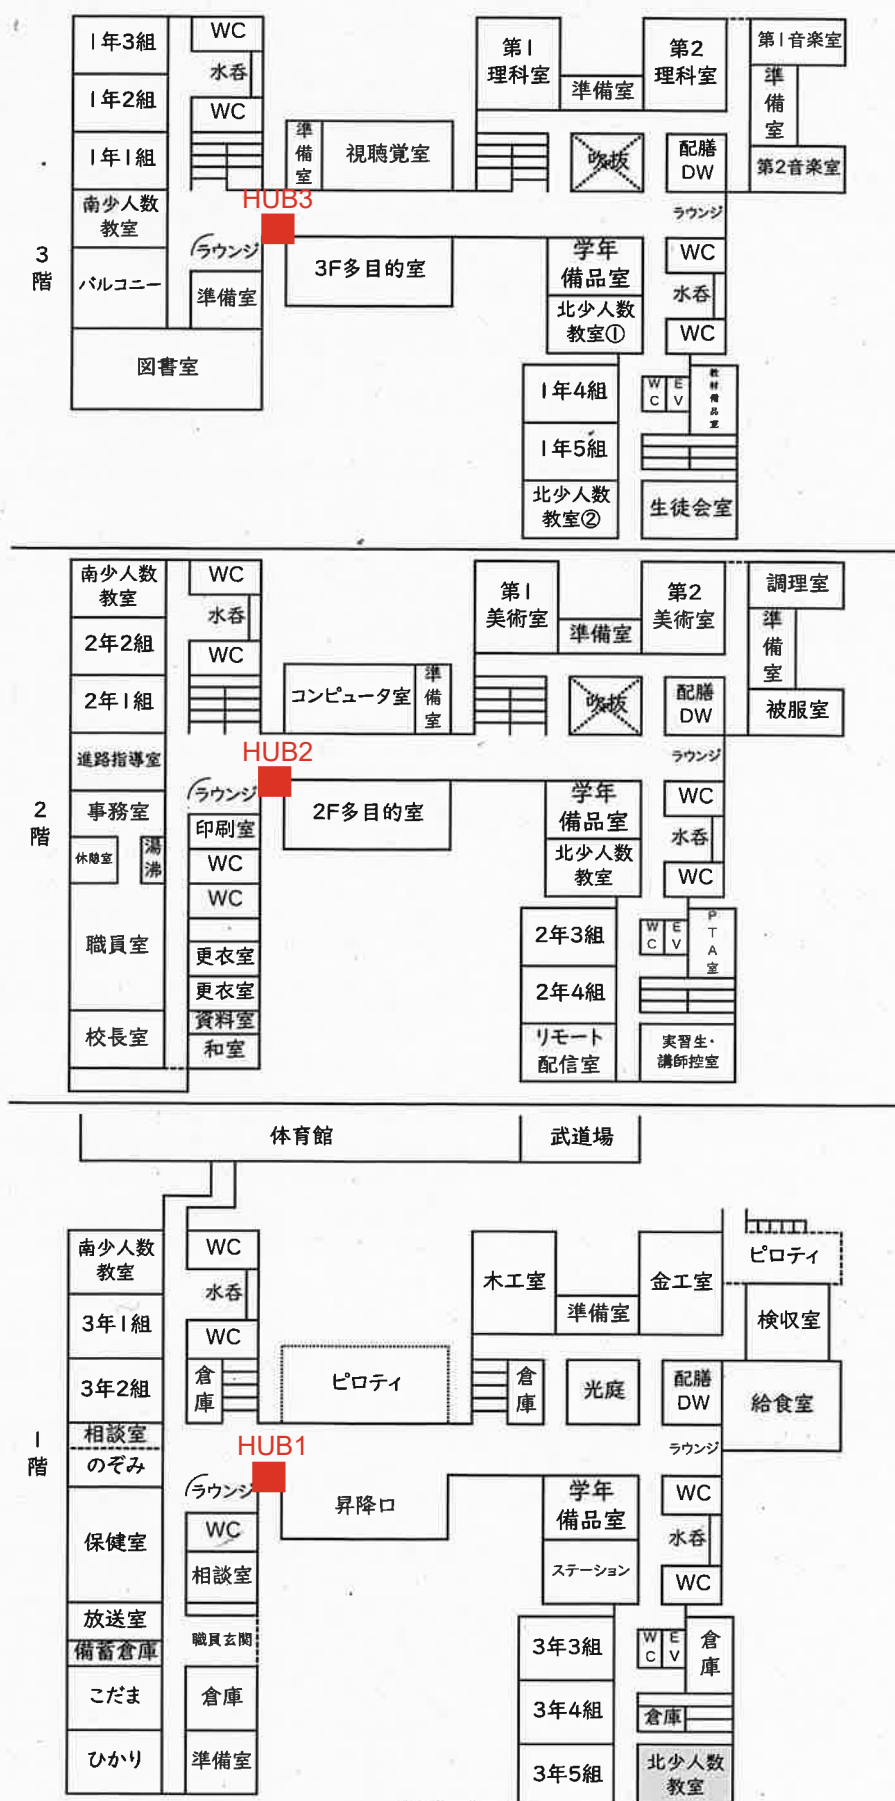 1年3組
WC
水呑
1年2組
WC
1年1組
準備室
視聴覚室
第1
理科室
準備室
第2
理科室
第1音楽室
準備室
第2音楽室
吹抜
配膳
DW
HUB3
南少人数
教室
ラウンジ
ラウンジ
3階
バルコニー
準備室
3F多目的室
学年
備品室
WC
水呑
北少人数
教室①
WC
図書室
1年4組
WC
EV
教材備品室
1年5組
北少人数
教室②
生徒会室
南少人数
教室
WC
水呑
2年2組
WC
2年1組
コンピュータ室
準備室
第1
美術室
準備室
第2
美術室
調理室
準備室
被服室
吹抜
配膳
DW
HUB2
進路指導室
ラウンジ
ラウンジ
2階
事務室
印刷室
2F多目的室
学年
備品室
WC
水呑
休憩室
湯沸
WC
北少人数
教室
WC
WC
職員室
更衣室
更衣室
資料室
校長室
和室
2年3組
WC
EV
PTA室
2年4組
リモート
配信室
実習生・
講師控室
体育館
武道場
南少人数
教室
WC
水呑
3年1組
WC
3年2組
倉庫
ピロティ
木工室
準備室
金工室
ピロティ
検収室
倉庫
光庭
配膳
DW
給食室
相談室
のぞみ
HUB1
ラウンジ
ラウンジ
1階
昇降口
学年
備品室
WC
水呑
保健室
WC
相談室
ステーション
WC
放送室
備蓄倉庫
職員玄関
こだま
倉庫
ひかり
準備室
3年3組
WC
EV
倉庫
3年4組
倉庫
3年5組
北少人数
教室